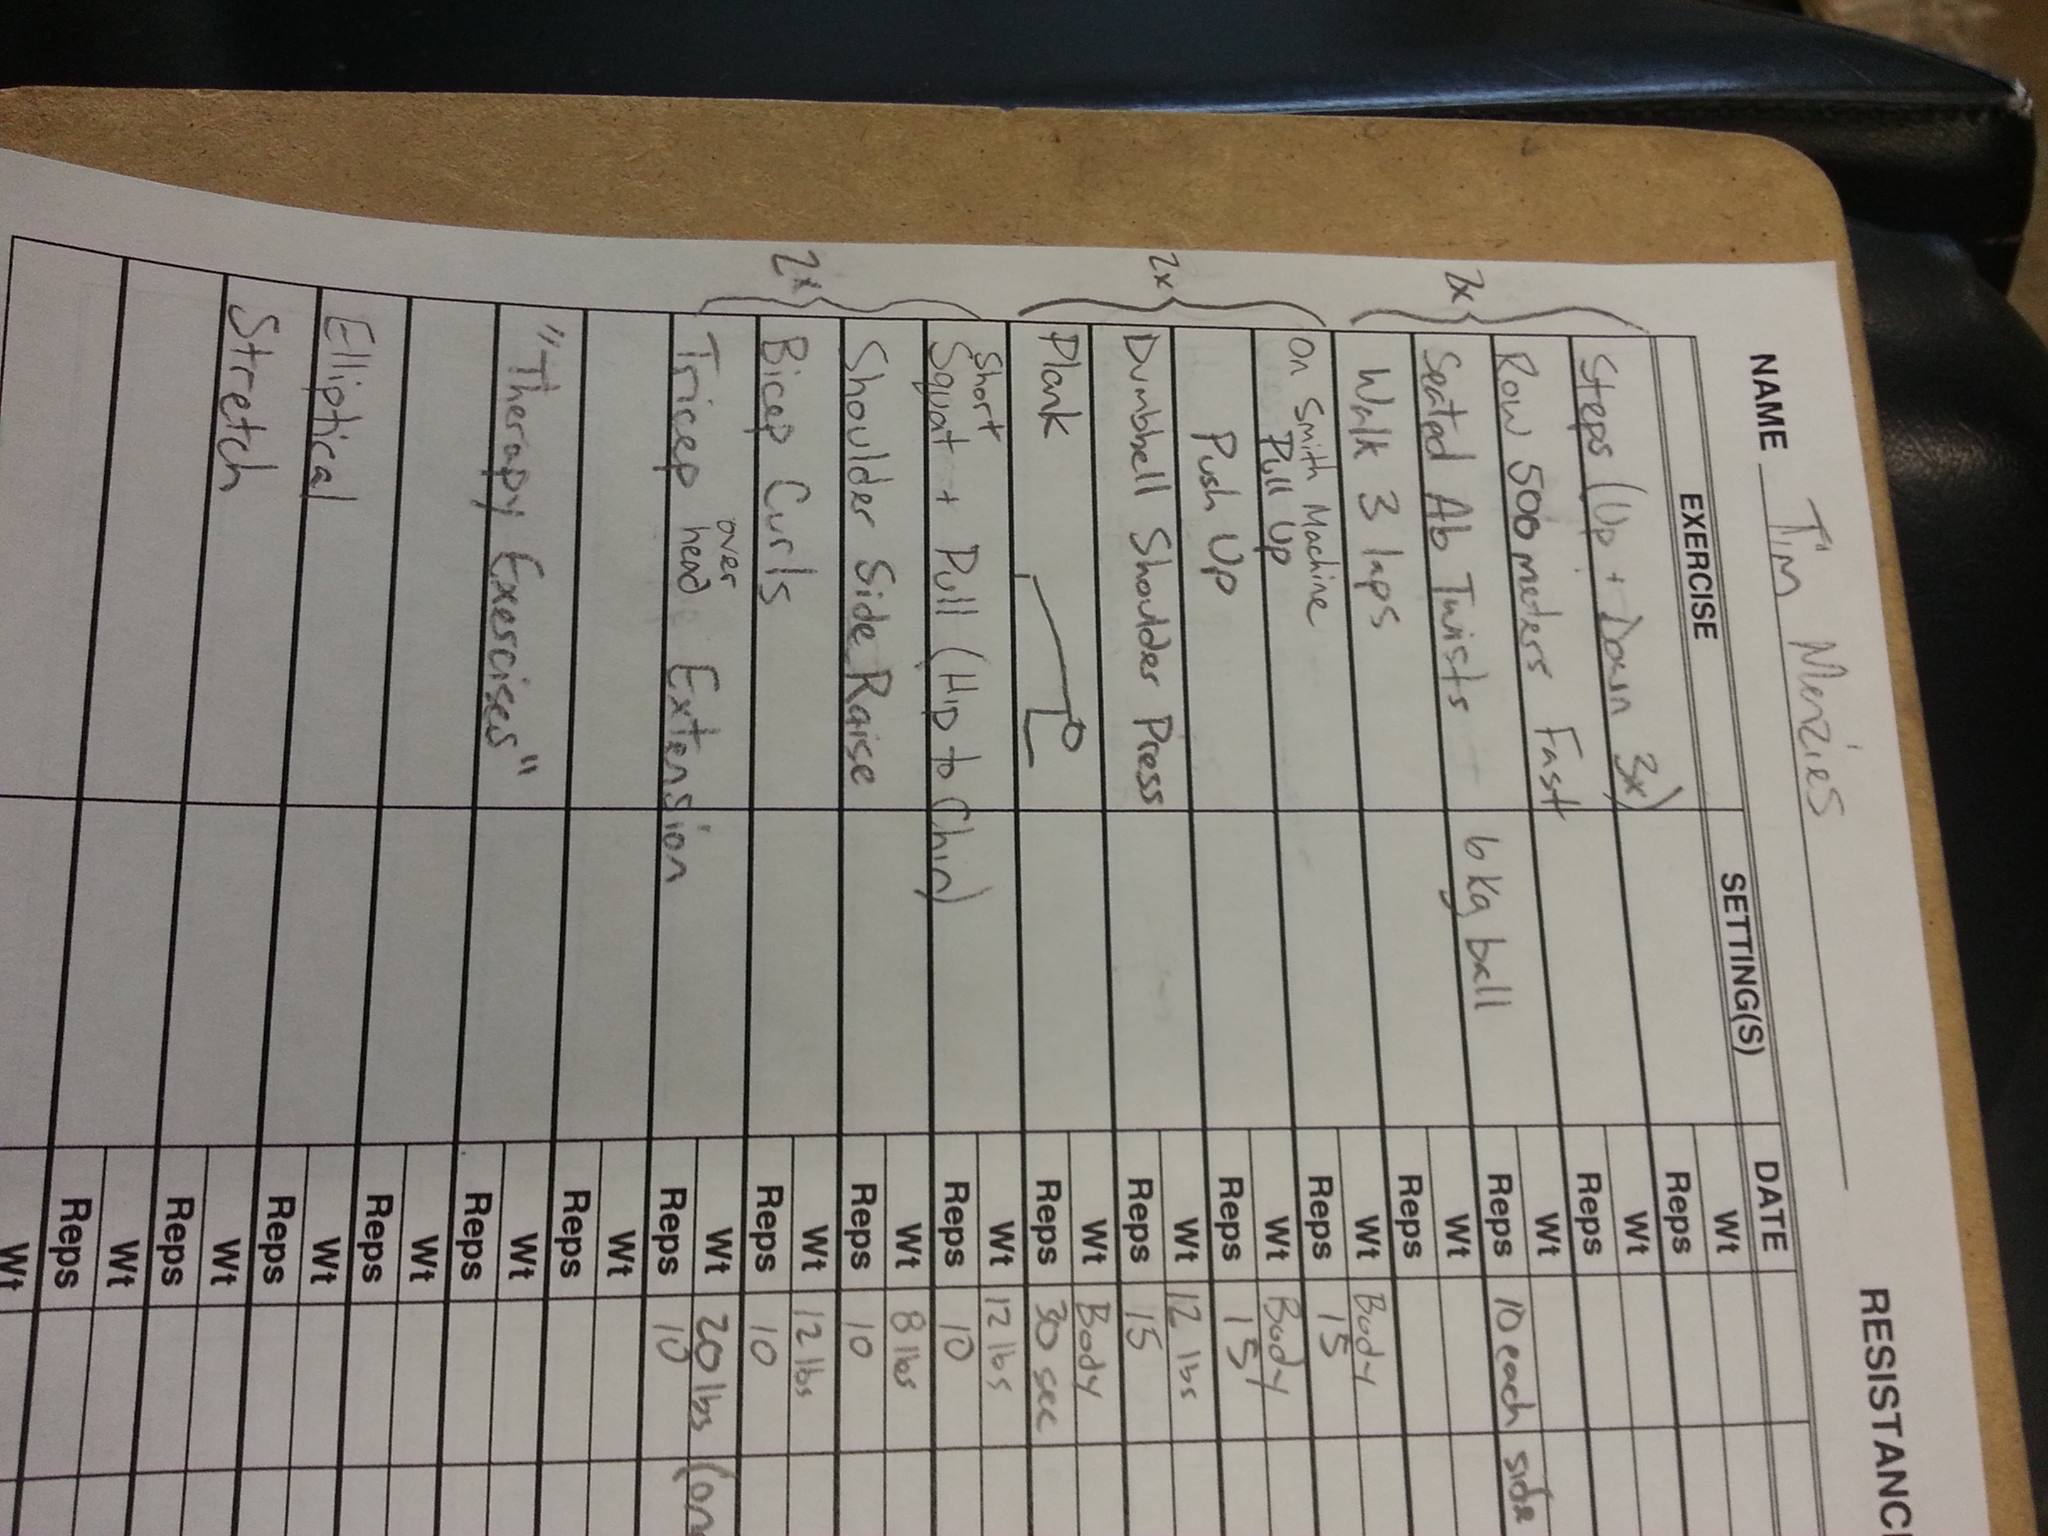 RESISTANC
NAME Tim Menzies
EXERCISE SETTING(S) DATE
Wt
Reps
2x Steps (Up + Down 3x) Wt
Reps
Row 500 meters Fast Wt
Seated Ab Twists 6 kg ball Reps 10 each side
Walk 3 laps Wt
Reps
2x On Smith Machine Wt Body
Pull Up Reps 15
Push Up Wt Body
Reps 15
Dumbbell Shoulder Press Wt 12 lbs
Reps 15
Plank Wt Body
Reps 30 sec
2x Short Wt 12 lbs
Squat + Pull (Hip to Chin) Reps 10
Shoulder Side Raise Wt 8 lbs
Reps 10
Bicep Curls Wt 12 lbs
Reps 10
over Wt 20 lbs (on
Tricep head Extension Reps 10
Wt
Reps
"Therapy Exercises" Wt
Reps
Wt
Reps
Elliptical Wt
Reps
Stretch Wt
Reps
Wt
Reps
Wt